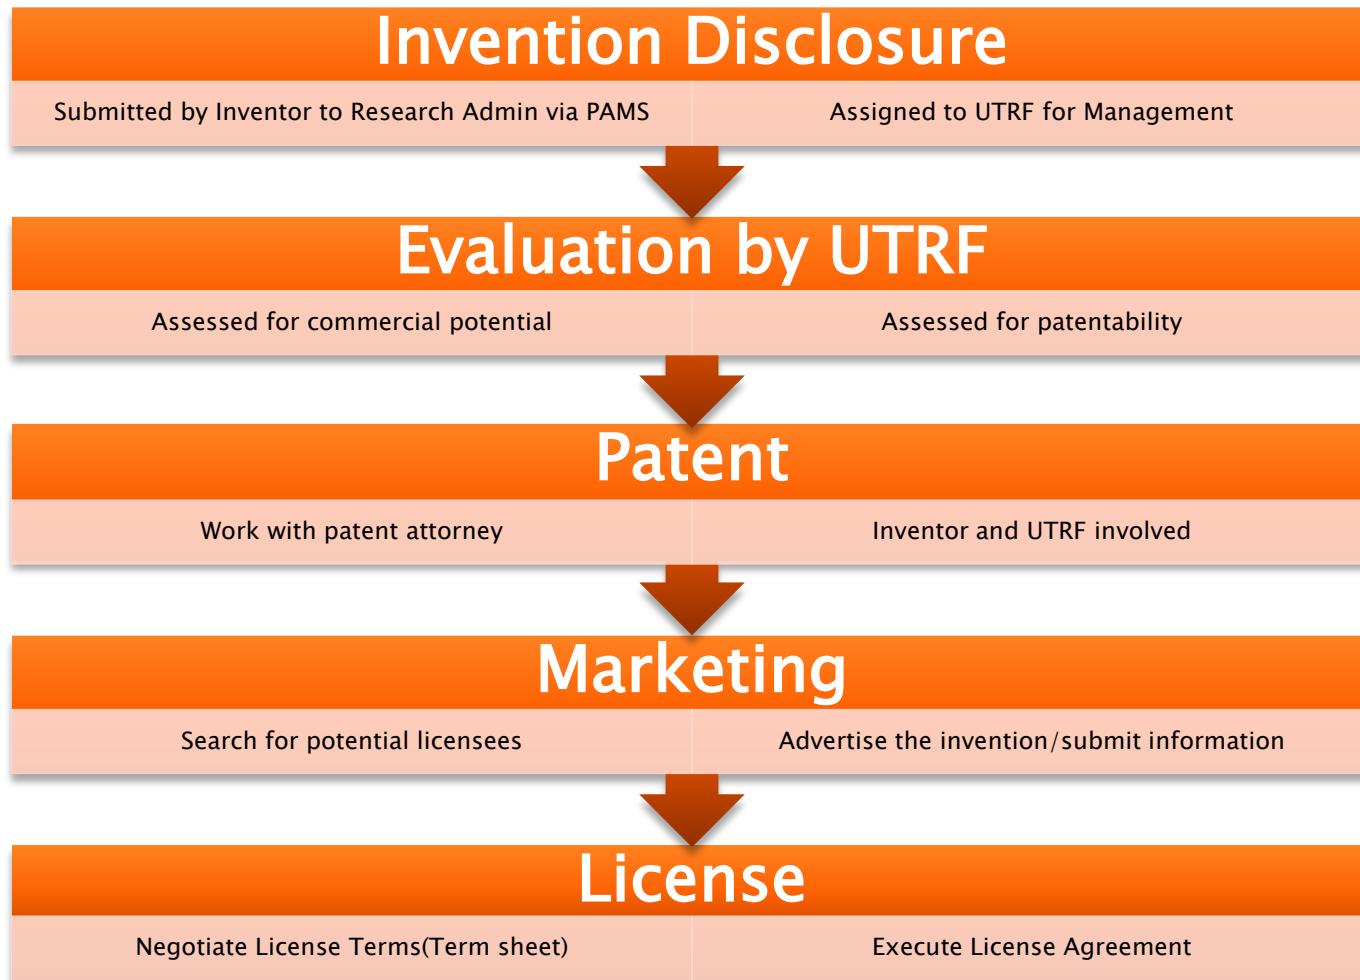 Invention Disclosure
Submitted by Inventor to Research Admin via PAMS
Assigned to UTRF for Management
Evaluation by UTRF
Assessed for commercial potential
Assessed for patentability
Patent
Work with patent attorney
Inventor and UTRF involved
Marketing
Search for potential licensees
Advertise the invention/submit information
License
Negotiate License Terms(Term sheet)
Execute License Agreement